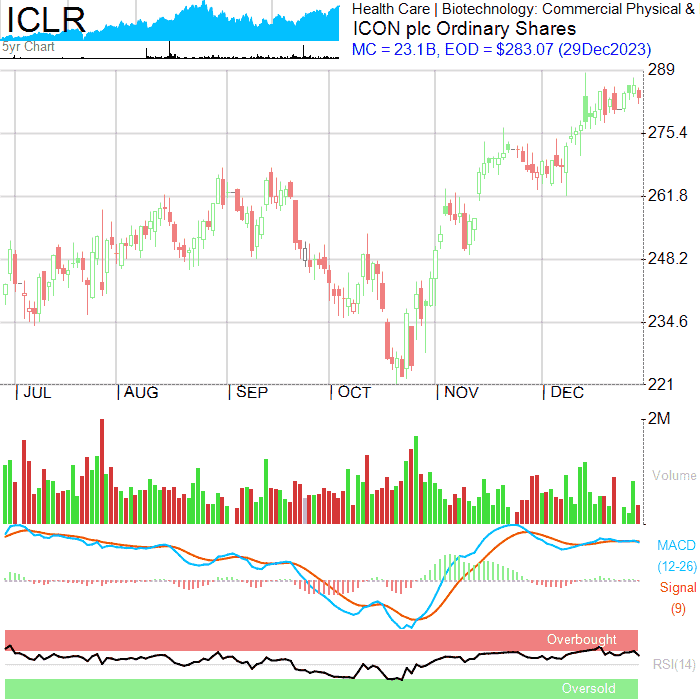 ICLR
5yr Chart
Health Care | Biotechnology: Commercial Physical &
ICON plc Ordinary Shares
MC = 23.1B, EOD = $283.07 (29Dec2023)
289
275.4
261.8
248.2
234.6
221
JUL AUG SEP OCT NOV DEC
2M
Volume
MACD
(12-26)
Signal
(9)
Overbought
RSI(14)
Oversold